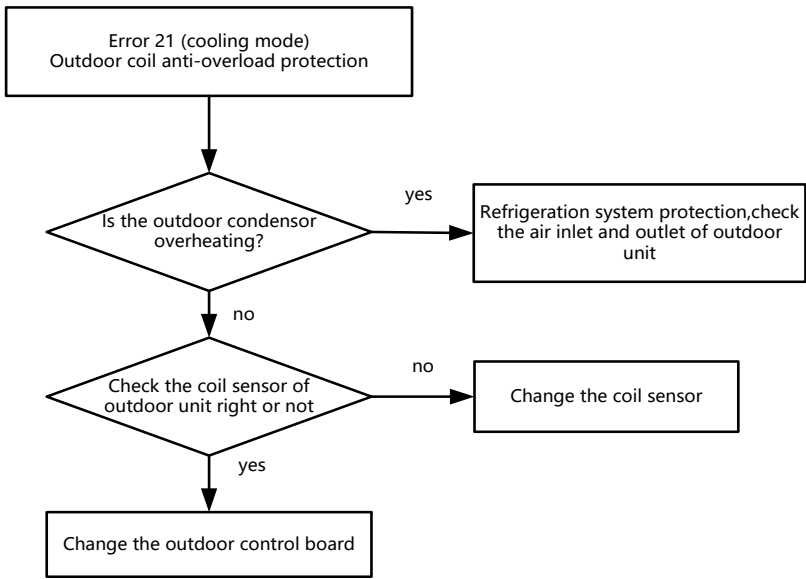 Error 21 (cooling mode)
Outdoor coil anti-overload protection
Is the outdoor condensor
overheating?
yes
Refrigeration system protection,check
the air inlet and outlet of outdoor
unit
no
Check the coil sensor of
outdoor unit right or not
no
Change the coil sensor
yes
Change the outdoor control board